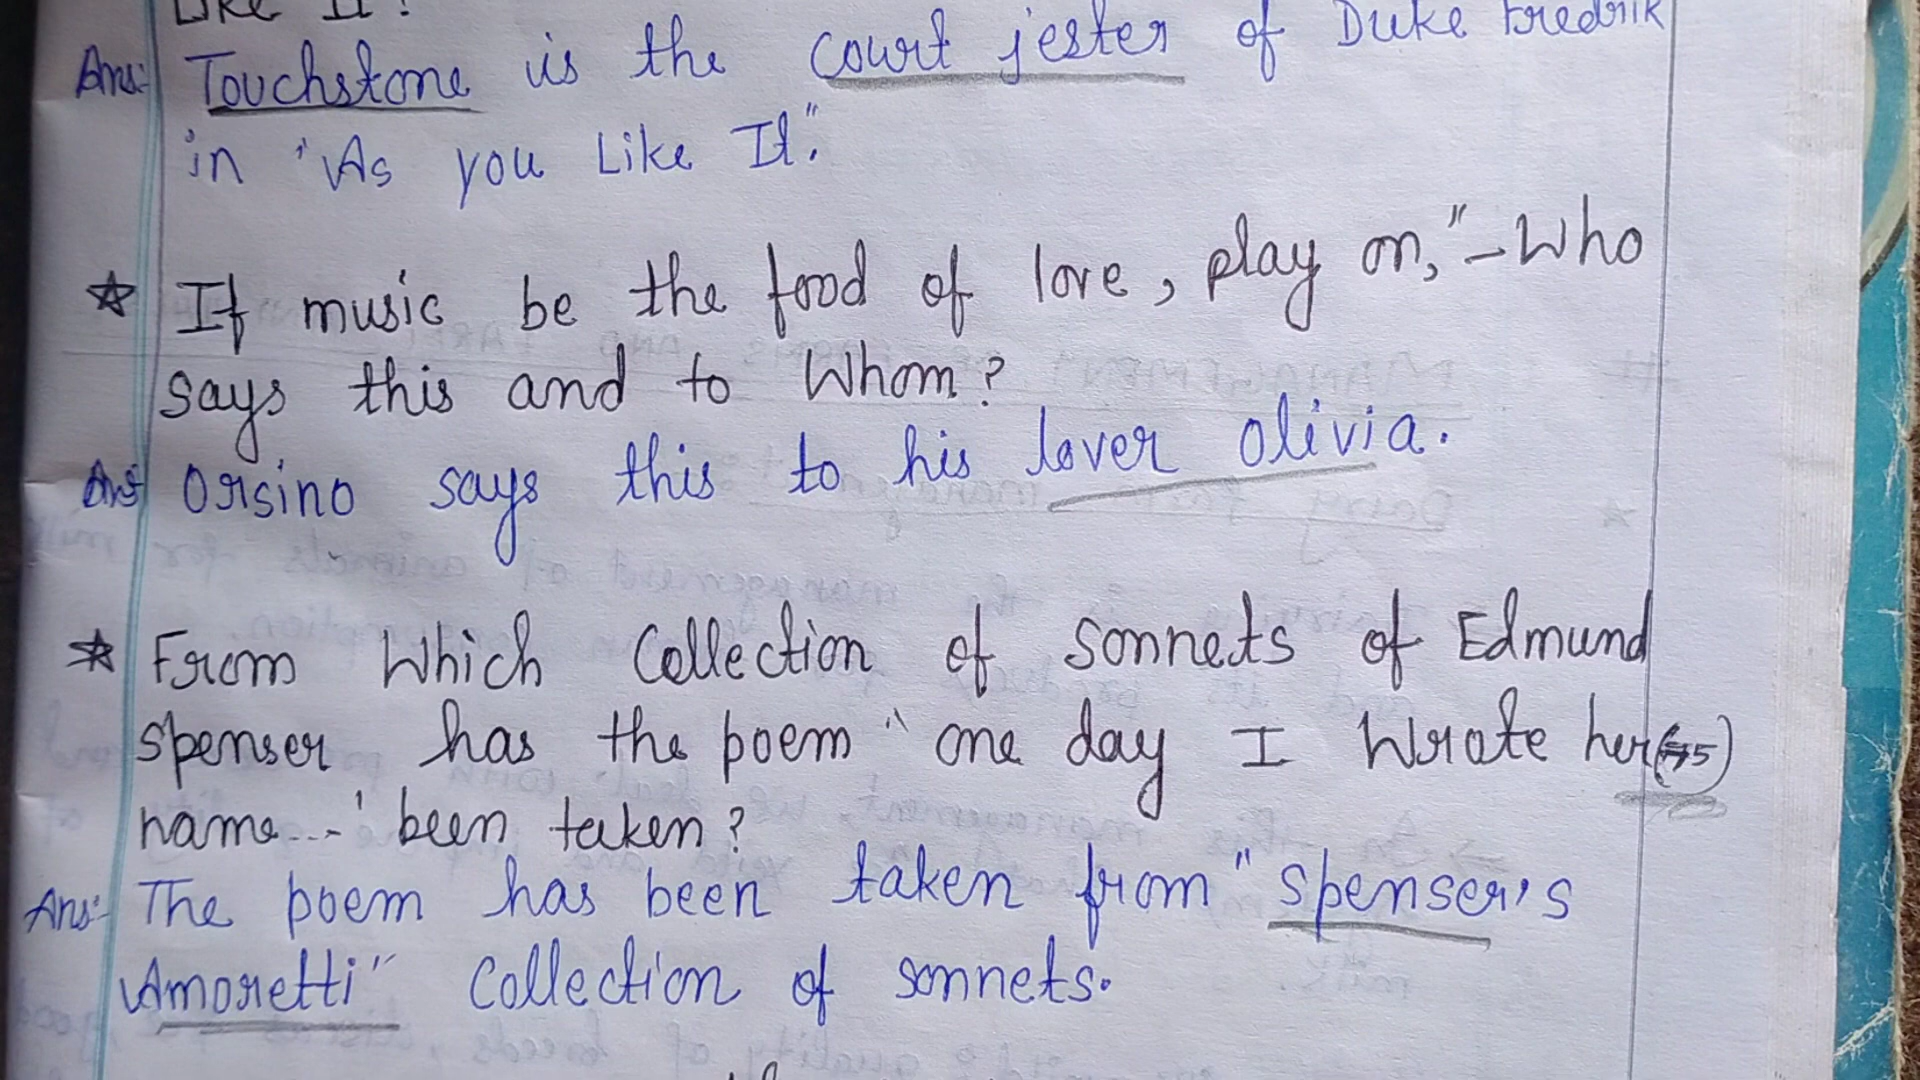 Like It?
Ans: Touchstone is the court jester of Duke Fredrik
in "As you Like It".
☆ If music be the food of love, play on," - Who
says this and to Whom?
Ans Orsino says this to his lover Olivia.
☆ From Which Collection of Sonnets of Edmund
Spenser has the poem "one day I Wrote her (75)
name...' been taken?
Ans:- The poem has been taken from "Spenser's
Amoretti" Collection of sonnets.